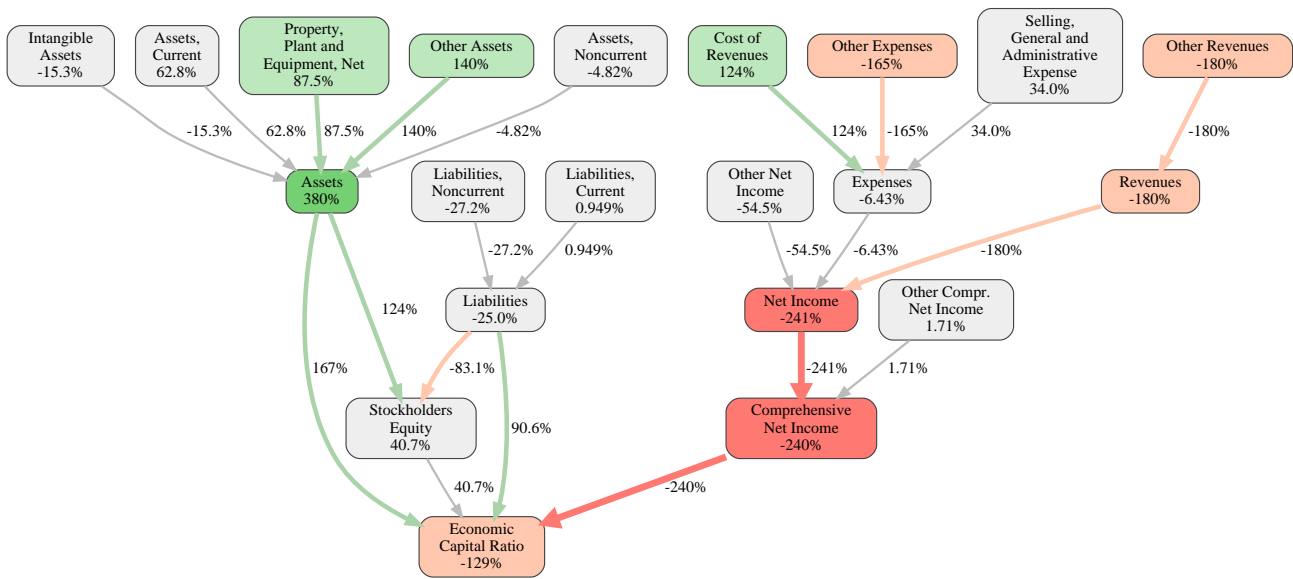 Intangible
Assets
-15.3%
Assets,
Current
62.8%
Property,
Plant and
Equipment, Net
87.5%
Other Assets
140%
Assets,
Noncurrent
-4.82%
Cost of
Revenues
124%
Other Expenses
-165%
Selling,
General and
Administrative
Expense
34.0%
Other Revenues
-180%
-15.3%
62.8%
87.5%
140%
-4.82%
124%
-165%
34.0%
-180%
Assets
380%
Liabilities,
Noncurrent
-27.2%
Liabilities,
Current
0.949%
Other Net
Income
-54.5%
Expenses
-6.43%
Revenues
-180%
-27.2%
0.949%
-54.5%
-6.43%
-180%
Liabilities
-25.0%
Net Income
-241%
Other Compr.
Net Income
1.71%
124%
167%
-83.1%
-241%
1.71%
Stockholders
Equity
40.7%
90.6%
Comprehensive
Net Income
-240%
40.7%
-240%
Economic
Capital Ratio
-129%